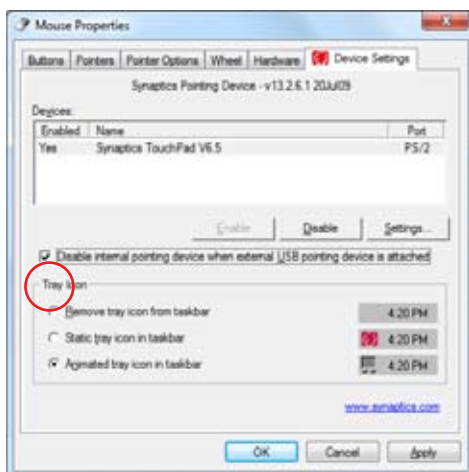 Mouse Properties
Buttons Pointers Pointer Options Wheel Hardware Device Settings
Synaptics Pointing Device - v13.2.6.1 20Jul09
Devices:
Enabled Name Port
Yes Synaptics TouchPad V6.5 PS/2
Enable Disable Settings...
Disable internal pointing device when external USB pointing device is attached
Tray Icon
Remove tray icon from taskbar 4:20 PM
Static tray icon in taskbar 4:20 PM
Animated tray icon in taskbar 4:20 PM
www.synaptics.com
OK Cancel Apply